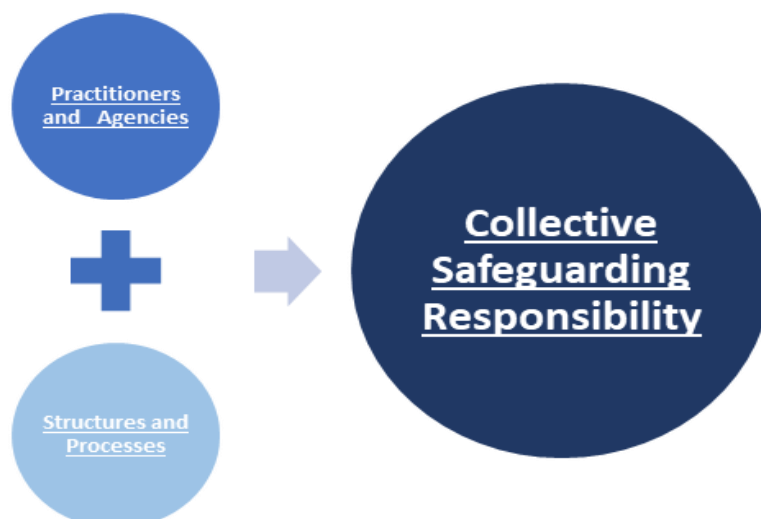 Practitioners
and Agencies
Structures and
Processes
Collective
Safeguarding
Responsibility